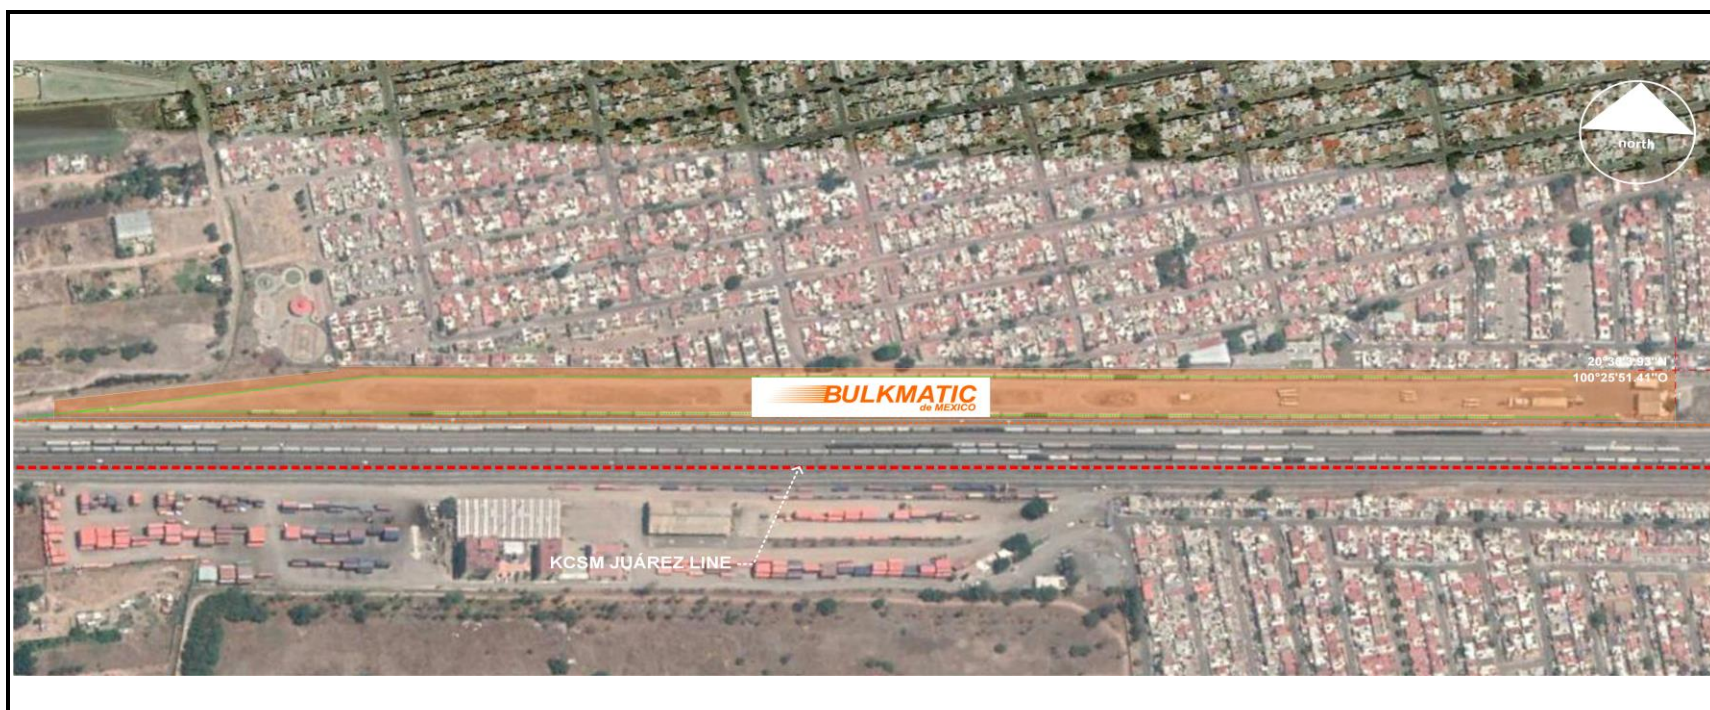 north
100°25'51.41"O
BULKMATIC
de MEXICO
KCSM JUÁREZ LINE